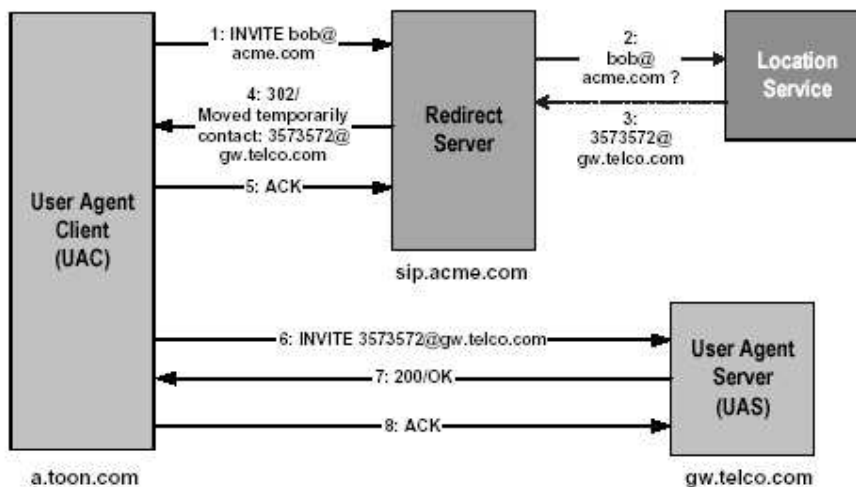 1: INVITE bob@
acme.com
2:
bob@
acme.com ?
Location
Service
4: 302/
Moved temporarily
contact: 3573572@
gw.telco.com
Redirect
Server
3:
3573572@
gw.telco.com
5: ACK
User Agent
Client
(UAC)
sip.acme.com
6: INVITE 3573572@gw.telco.com
7: 200/OK
8: ACK
User Agent
Server
(UAS)
a.toon.com
gw.telco.com